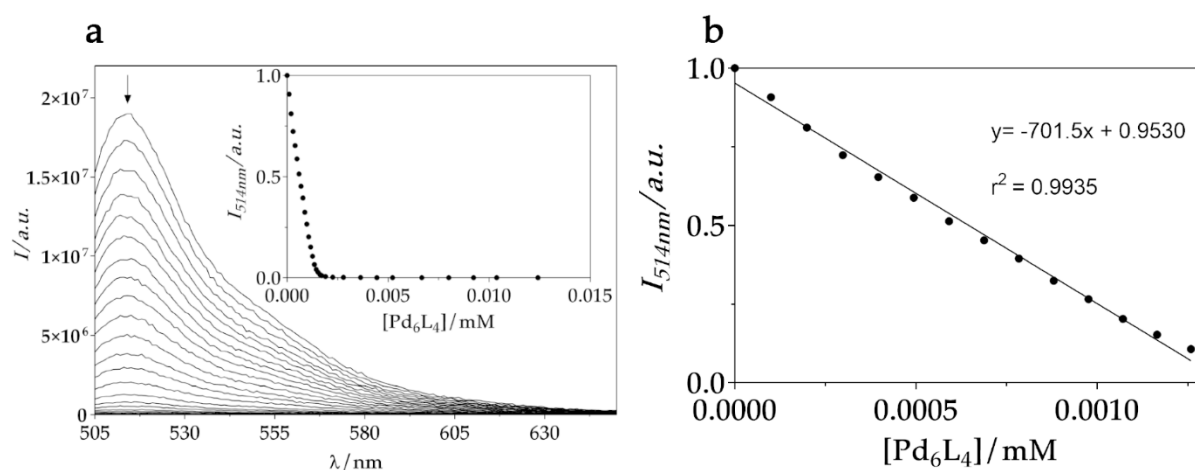 a
I/a.u.
2×10⁷
1.5×10⁷
1×10⁷
5×10⁶
0
505
530
555
580
605
630
λ/nm
I514nm/a.u.
1.0
0.5
0.0
0.000
0.005
0.010
0.015
[Pd₆L₄]/mM
b
I514nm/a.u.
1.0
0.5
0.0
y= -701.5x + 0.9530
r² = 0.9935
0.0000
0.0005
0.0010
[Pd₆L₄]/mM